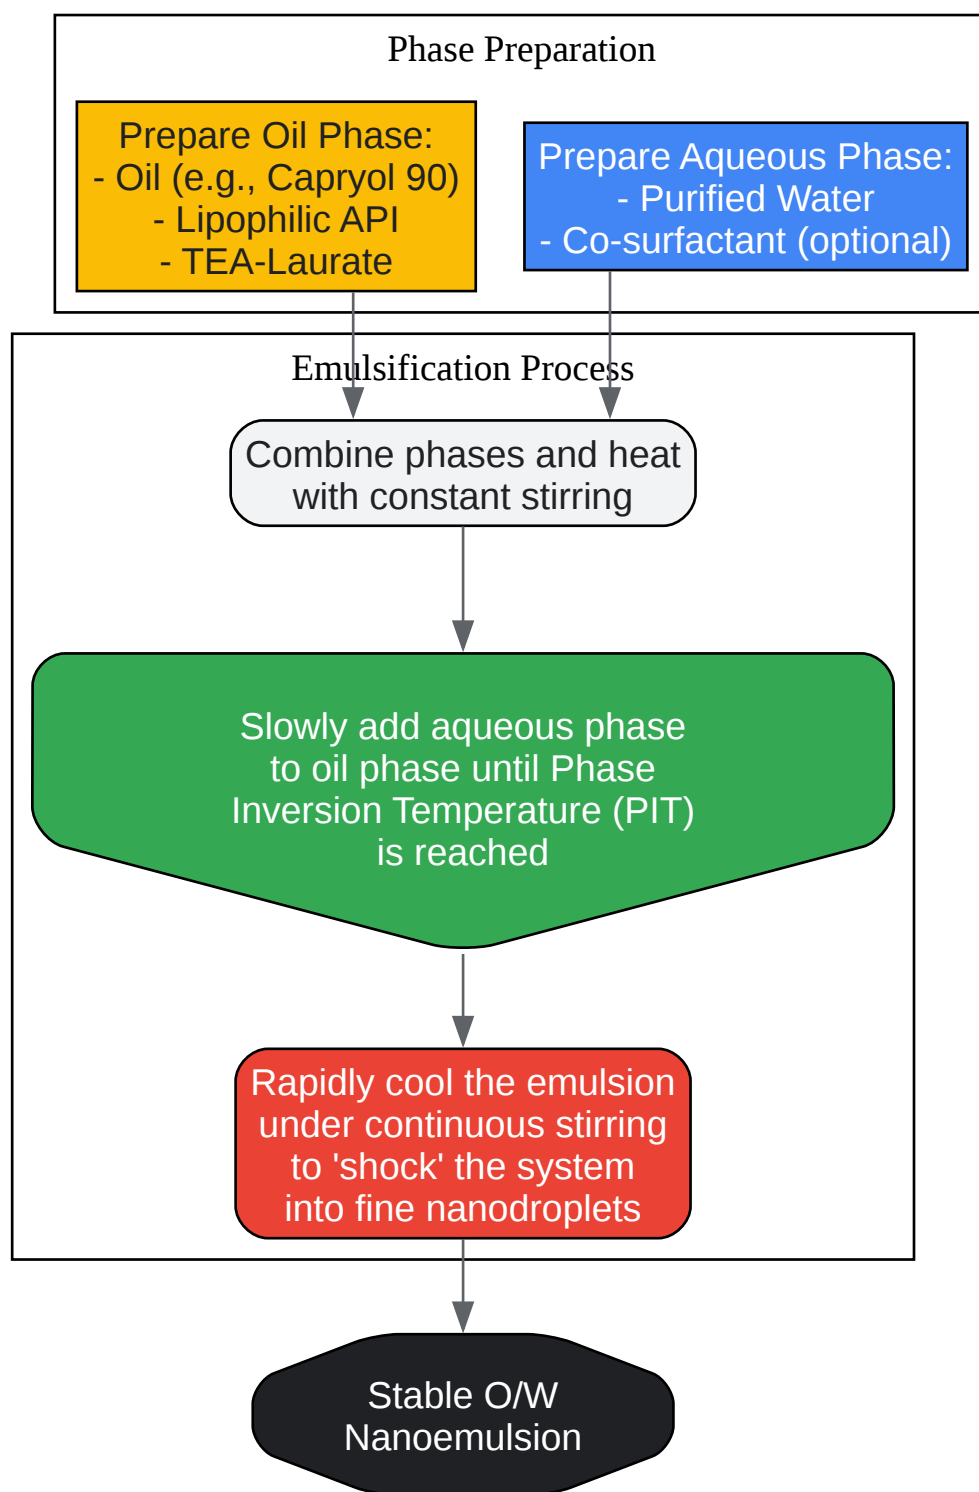 Phase Preparation
Prepare Oil Phase:
- Oil (e.g., Capryol 90)
- Lipophilic API
- TEA-Laurate
Prepare Aqueous Phase:
- Purified Water
- Co-surfactant (optional)
Emulsification Process
Combine phases and heat
with constant stirring
Slowly add aqueous phase
to oil phase until Phase
Inversion Temperature (PIT)
is reached
Rapidly cool the emulsion
under continuous stirring
to 'shock' the system
into fine nanodroplets
Stable O/W
Nanoemulsion